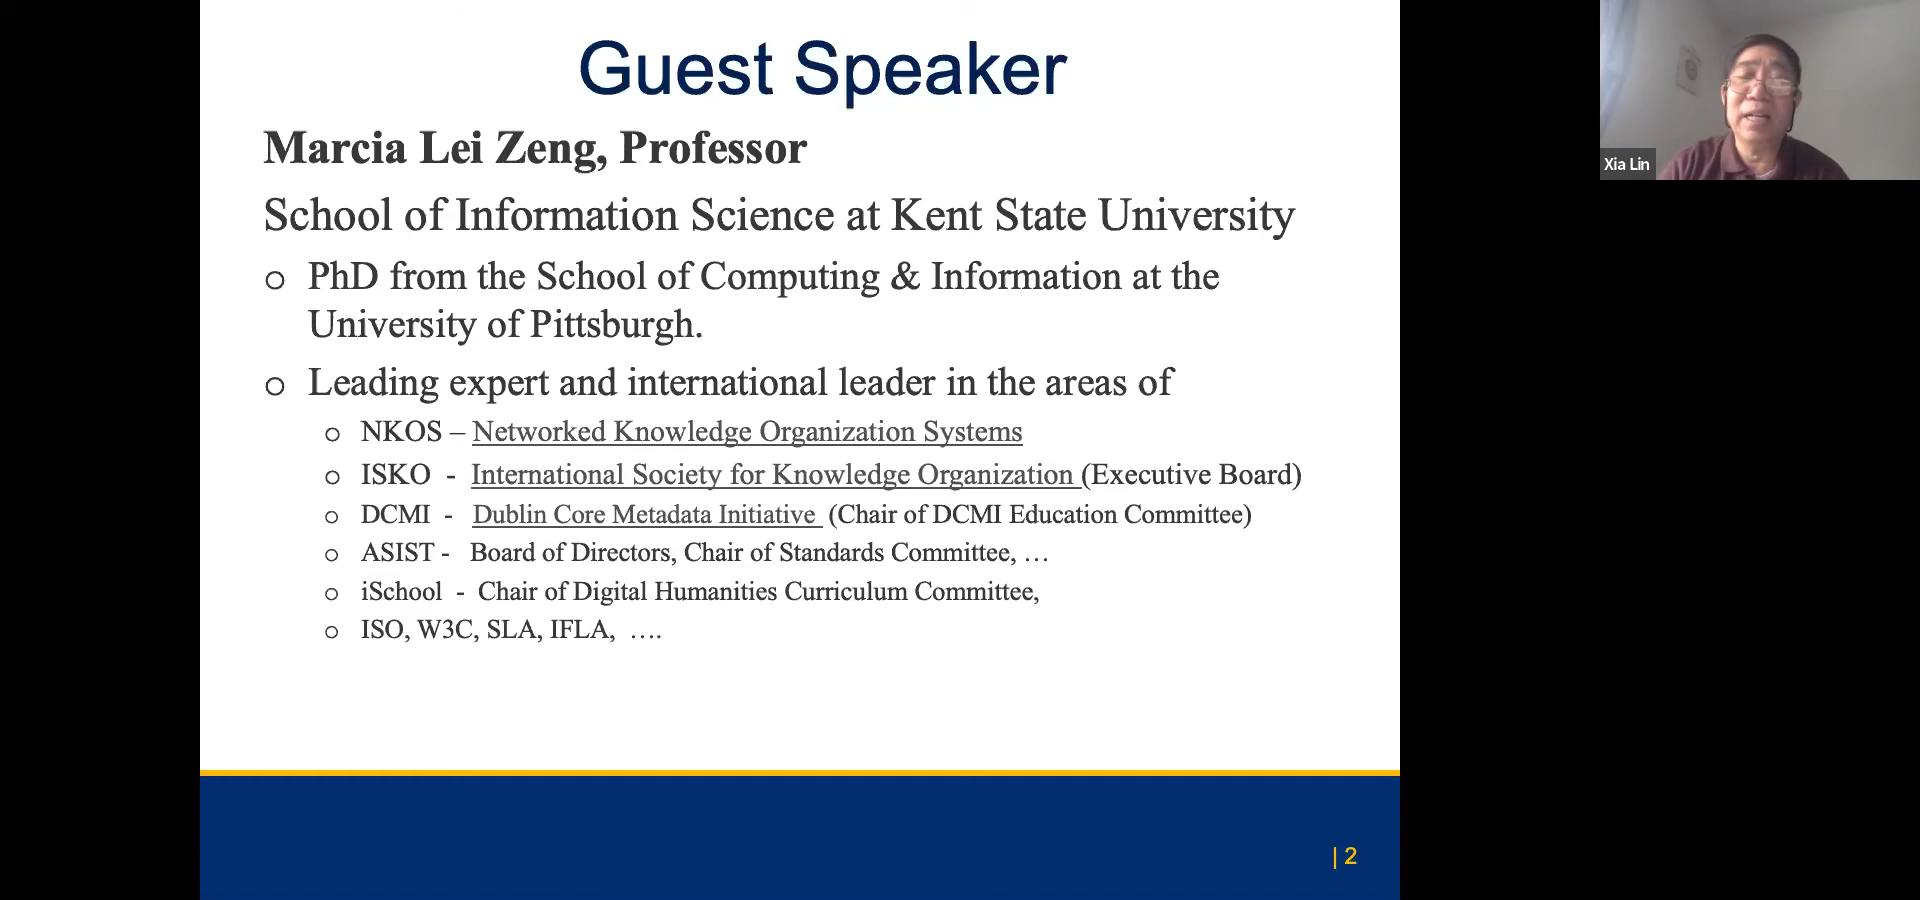 Guest Speaker
Marcia Lei Zeng, Professor
School of Information Science at Kent State University
o PhD from the School of Computing & Information at the
University of Pittsburgh.
o Leading expert and international leader in the areas of
o NKOS – Networked Knowledge Organization Systems
o ISKO - International Society for Knowledge Organization (Executive Board)
o DCMI - Dublin Core Metadata Initiative (Chair of DCMI Education Committee)
o ASIST - Board of Directors, Chair of Standards Committee, …
o iSchool - Chair of Digital Humanities Curriculum Committee,
o ISO, W3C, SLA, IFLA, ….
| 2
Xia Lin